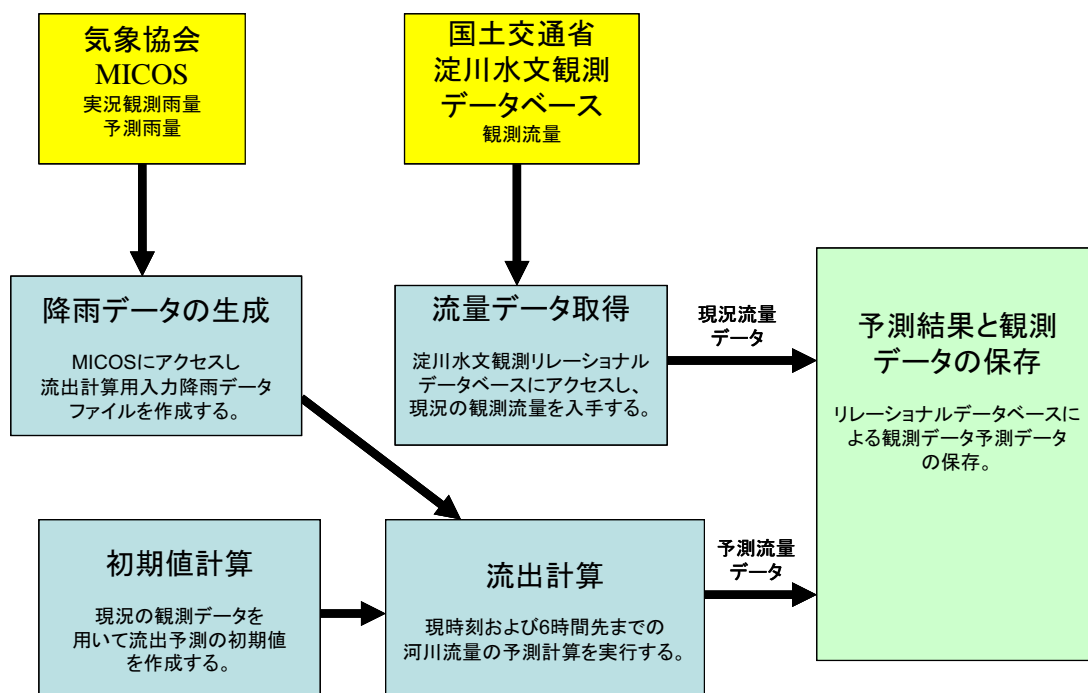 気象協会
MICOS
実況観測雨量
予測雨量
国土交通省
淀川水文観測
データベース
観測流量
降雨データの生成
MICOSにアクセスし
流出計算用入力降雨データ
ファイルを作成する。
流量データ取得
淀川水文観測リレーショナル
データベースにアクセスし、
現況の観測流量を入手する。
現況流量
データ
予測結果と観測
データの保存
リレーショナルデータベースに
よる観測データ予測データ
の保存。
初期値計算
現況の観測データを
用いて流出予測の初期値
を作成する。
流出計算
現時刻および6時間先までの
河川流量の予測計算を実行する。
予測流量
データ